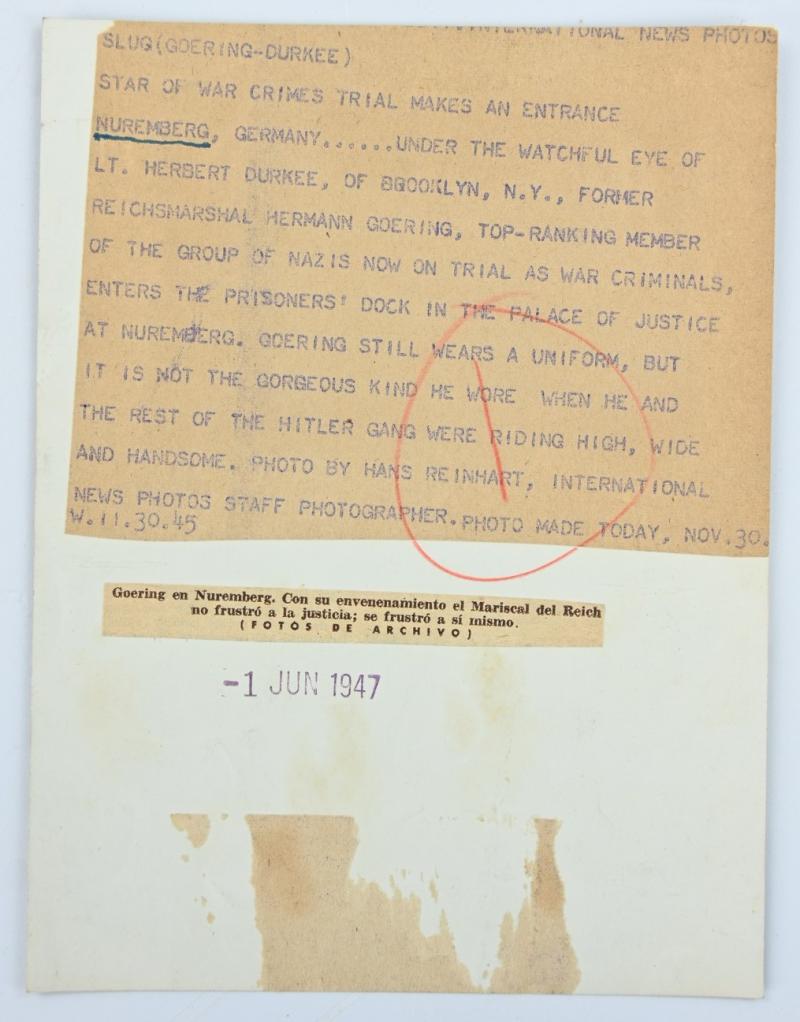 INTERNATIONAL NEWS PHOTOS
SLUG(GOERING-DURKEE)
STAR OF WAR CRIMES TRIAL MAKES AN ENTRANCE
NUREMBERG, GERMANY......UNDER THE WATCHFUL EYE OF
LT. HERBERT DURKEE, OF BROOKLYN, N.Y., FORMER
REICHSMARSHAL HERMANN GOERING, TOP-RANKING MEMBER
OF THE GROUP OF NAZIS NOW ON TRIAL AS WAR CRIMINALS,
ENTERS THE PRISONERS' DOCK IN THE PALACE OF JUSTICE
AT NUREMBERG. GOERING STILL WEARS A UNIFORM, BUT
IT IS NOT THE GORGEOUS KIND HE WORE WHEN HE AND
THE REST OF THE HITLER GANG WERE RIDING HIGH, WIDE
AND HANDSOME. PHOTO BY HANS REINHART, INTERNATIONAL
NEWS PHOTOS STAFF PHOTOGRAPHER. PHOTO MADE TODAY, NOV.30.
W.11.30.45
Goering en Nuremberg. Con su envenenamiento el Mariscal del Reich
no frustró a la justicia; se frustró a sí mismo.
(FOTOS DE ARCHIVO)
-1 JUN 1947